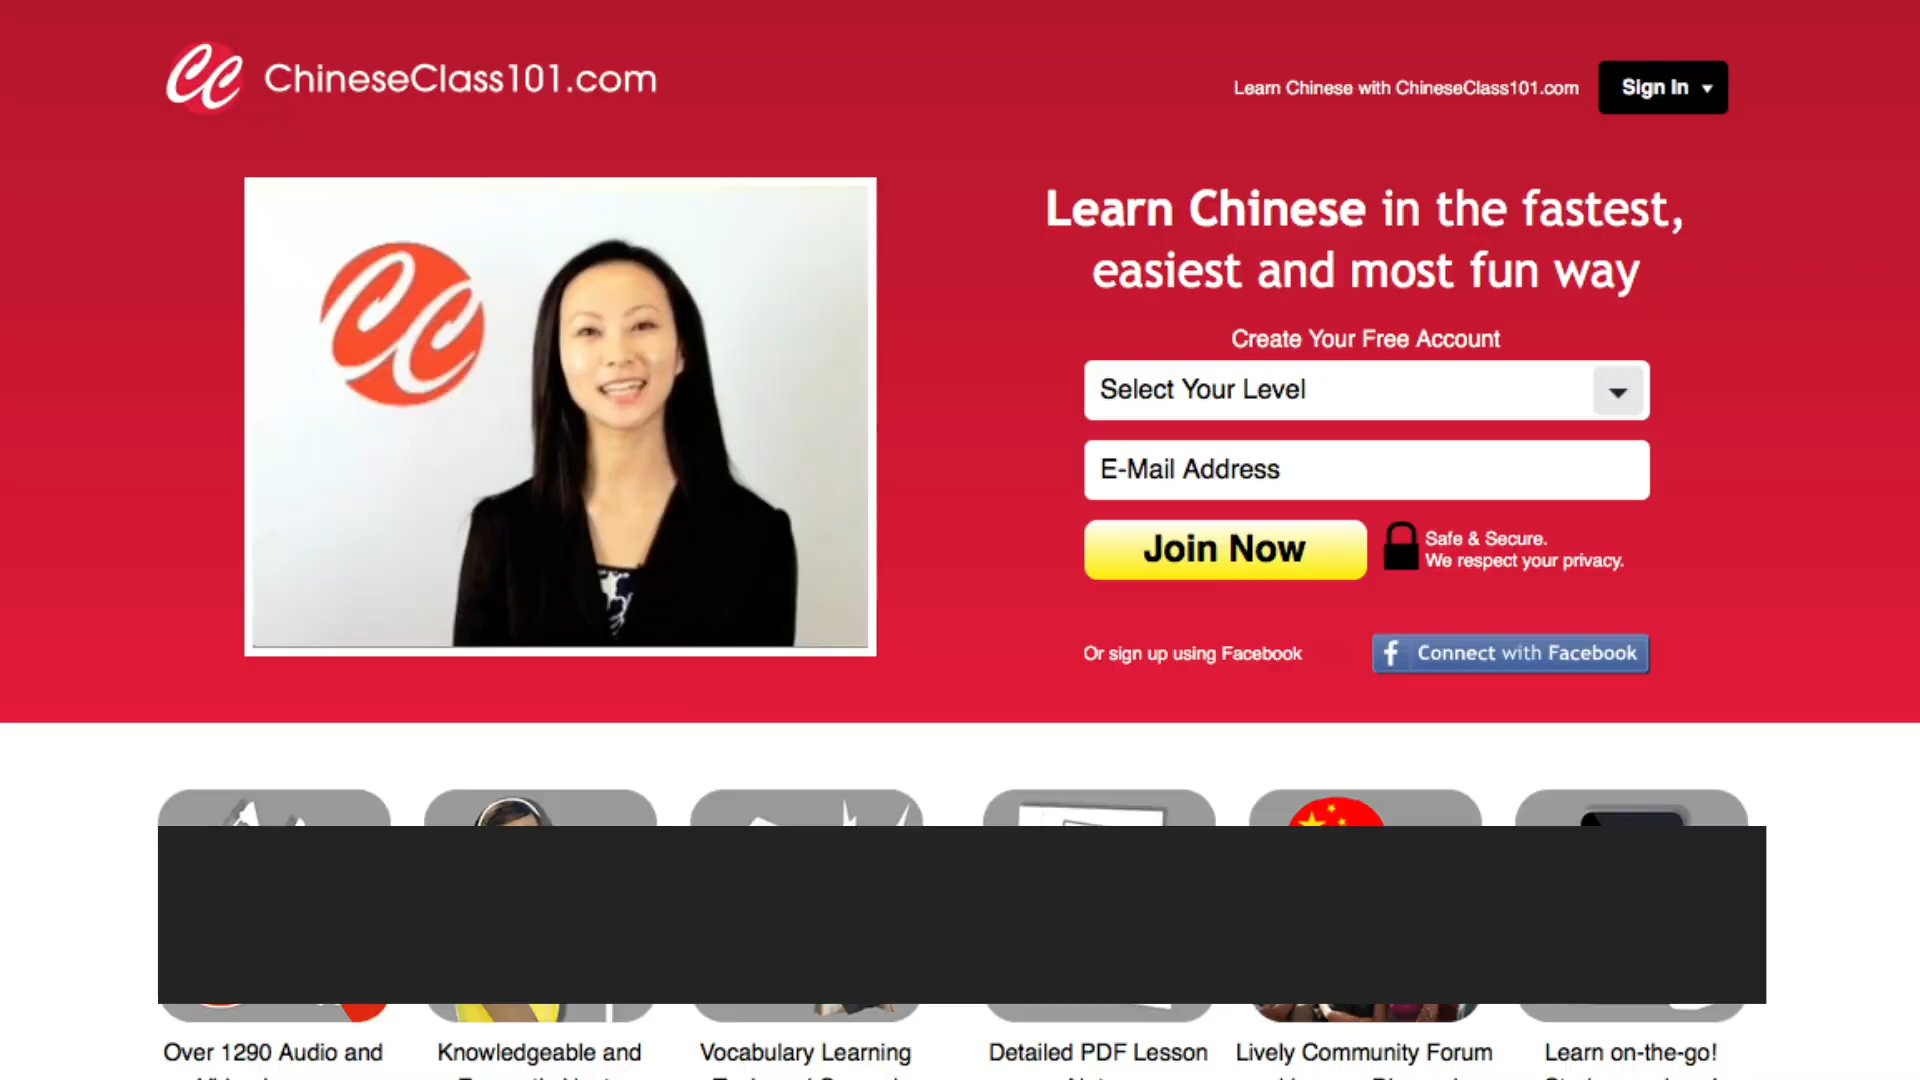 CC ChineseClass101.com
Learn Chinese with ChineseClass101.com
Sign In
CC
Learn Chinese in the fastest,
easiest and most fun way
Create Your Free Account
Select Your Level
E-Mail Address
Join Now
Safe & Secure.
We respect your privacy.
Or sign up using Facebook
f Connect with Facebook
Over 1290 Audio and
Knowledgeable and
Vocabulary Learning
Detailed PDF Lesson
Lively Community Forum
Learn on-the-go!